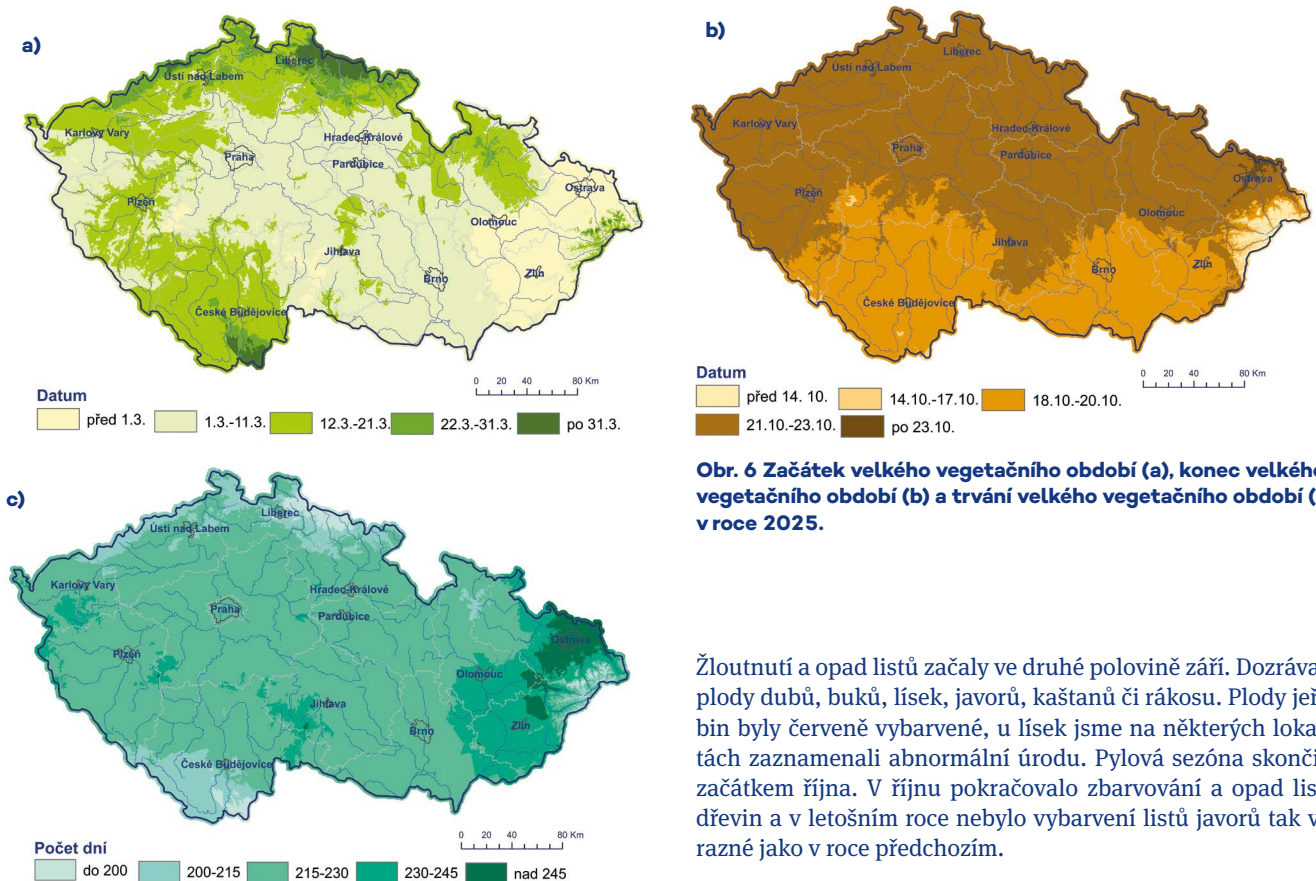 a)
Liberec
Ústí nad Labem
Karlovy Vary
Hradec-Králové
Praha
Pardubice
Ostrava
Plzeň
Olomouc
Jihlava
Brno
Zlín
České Budějovice
Datum
0 20 40 80 Km
před 1.3. 1.3.-11.3. 12.3.-21.3. 22.3.-31.3. po 31.3.
b)
Liberec
Ústí nad Labem
Karlovy Vary
Hradec-Králové
Praha
Pardubice
Ostrava
Plzeň
Olomouc
Jihlava
Brno
Zlín
České Budějovice
Datum
0 20 40 80 Km
před 14. 10. 14.10.-17.10. 18.10.-20.10.
21.10.-23.10. po 23.10.
Obr. 6 Začátek velkého vegetačního období (a), konec velkého
vegetačního období (b) a trvání velkého vegetačního období (
v roce 2025.
c)
Liberec
Ústí nad Labem
Karlovy Vary
Hradec-Králové
Praha
Pardubice
Ostrava
Plzeň
Olomouc
Jihlava
Brno
Zlín
České Budějovice
Počet dní
0 20 40 80 Km
do 200 200-215 215-230 230-245 nad 245
Žloutnutí a opad listů začaly ve druhé polovině září. Dozráva
plody dubů, buků, lísek, javorů, kaštanů či rákosu. Plody jeř
bin byly červeně vybarvené, u lísek jsme na některých loka
tách zaznamenali abnormální úrodu. Pylová sezóna skonči
začátkem října. V říjnu pokračovalo zbarvování a opad lis
dřevin a v letošním roce nebylo vybarvení listů javorů tak v
razné jako v roce předchozím.